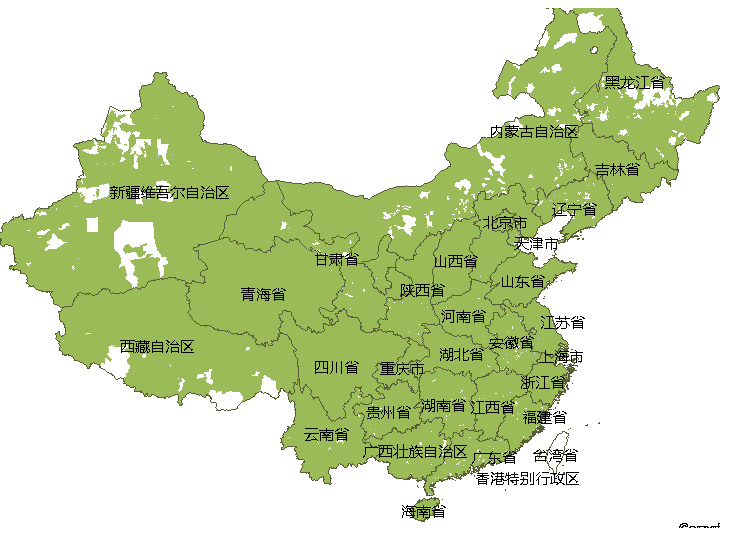 黑龙江省
内蒙古自治区
吉林省
新疆维吾尔自治区
辽宁省
北京市
天津市
甘肃省
山西省
山东省
陕西省
青海省
河南省
江苏省
安徽省
西藏自治区
湖北省
上海市
四川省
重庆市
浙江省
湖南省
江西省
贵州省
福建省
云南省
广西壮族自治区
广东省
台湾省
香港特别行政区
海南省